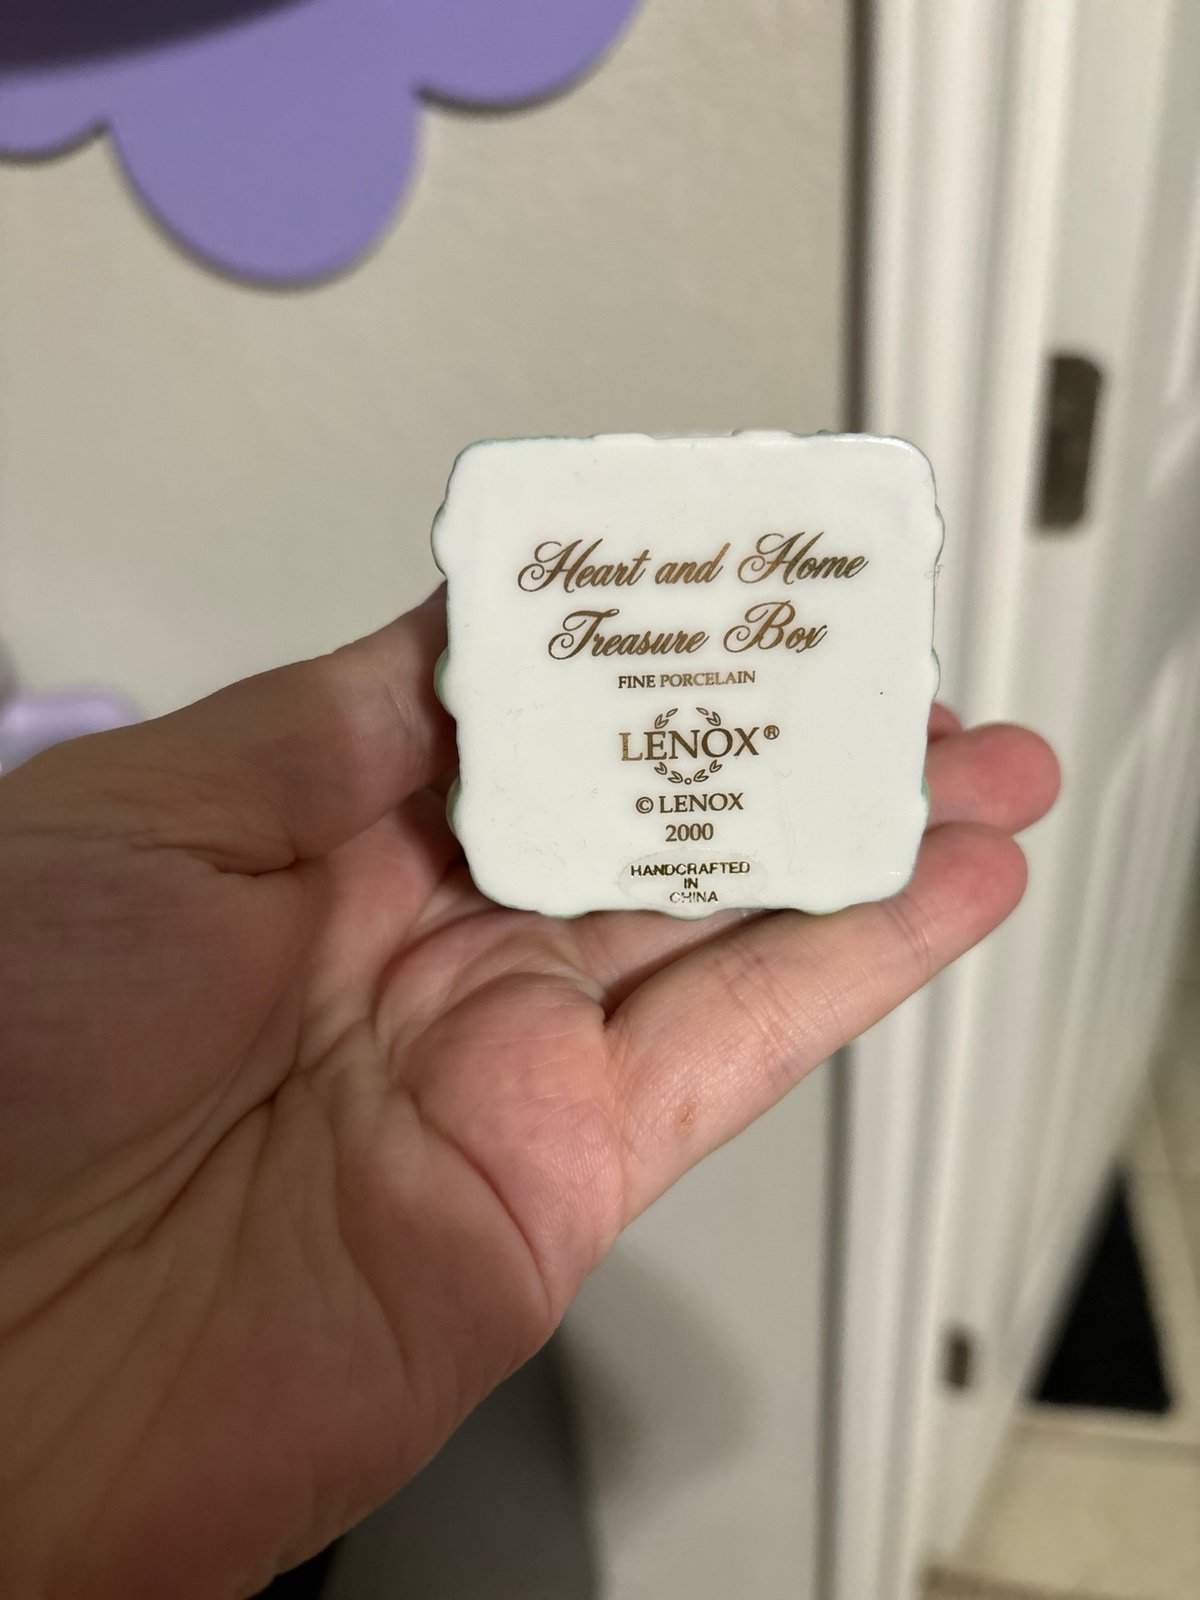 Heart and Home
Treasure Box
FINE PORCELAIN
LENOX®
© LENOX
2000
HANDCRAFTED
IN
CHINA